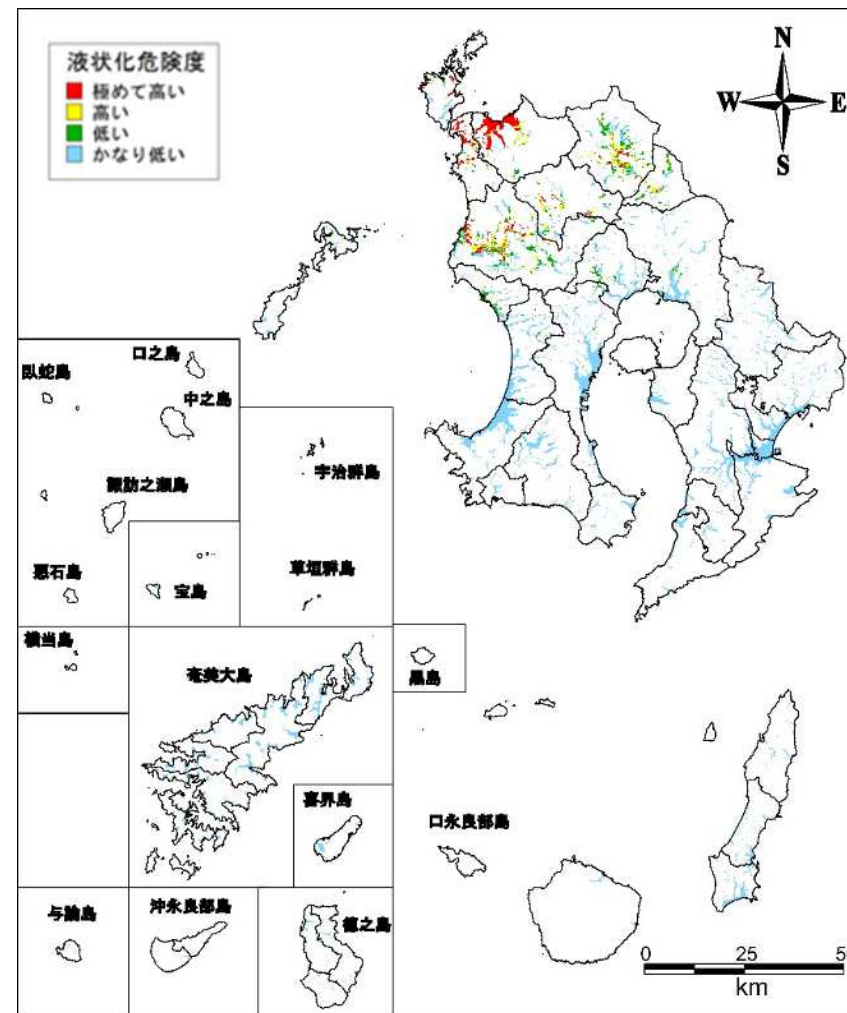 液状化危険度
極めて高い
高い
低い
かなり低い
N
W
E
S
口之島
臥蛇島
中之島
諏訪之瀬島
悪石島
宝島
宇治群島
草垣群島
横当島
奄美大島
黒島
喜界島
口永良部島
与論島
沖永良部島
徳之島
0 25 50
km